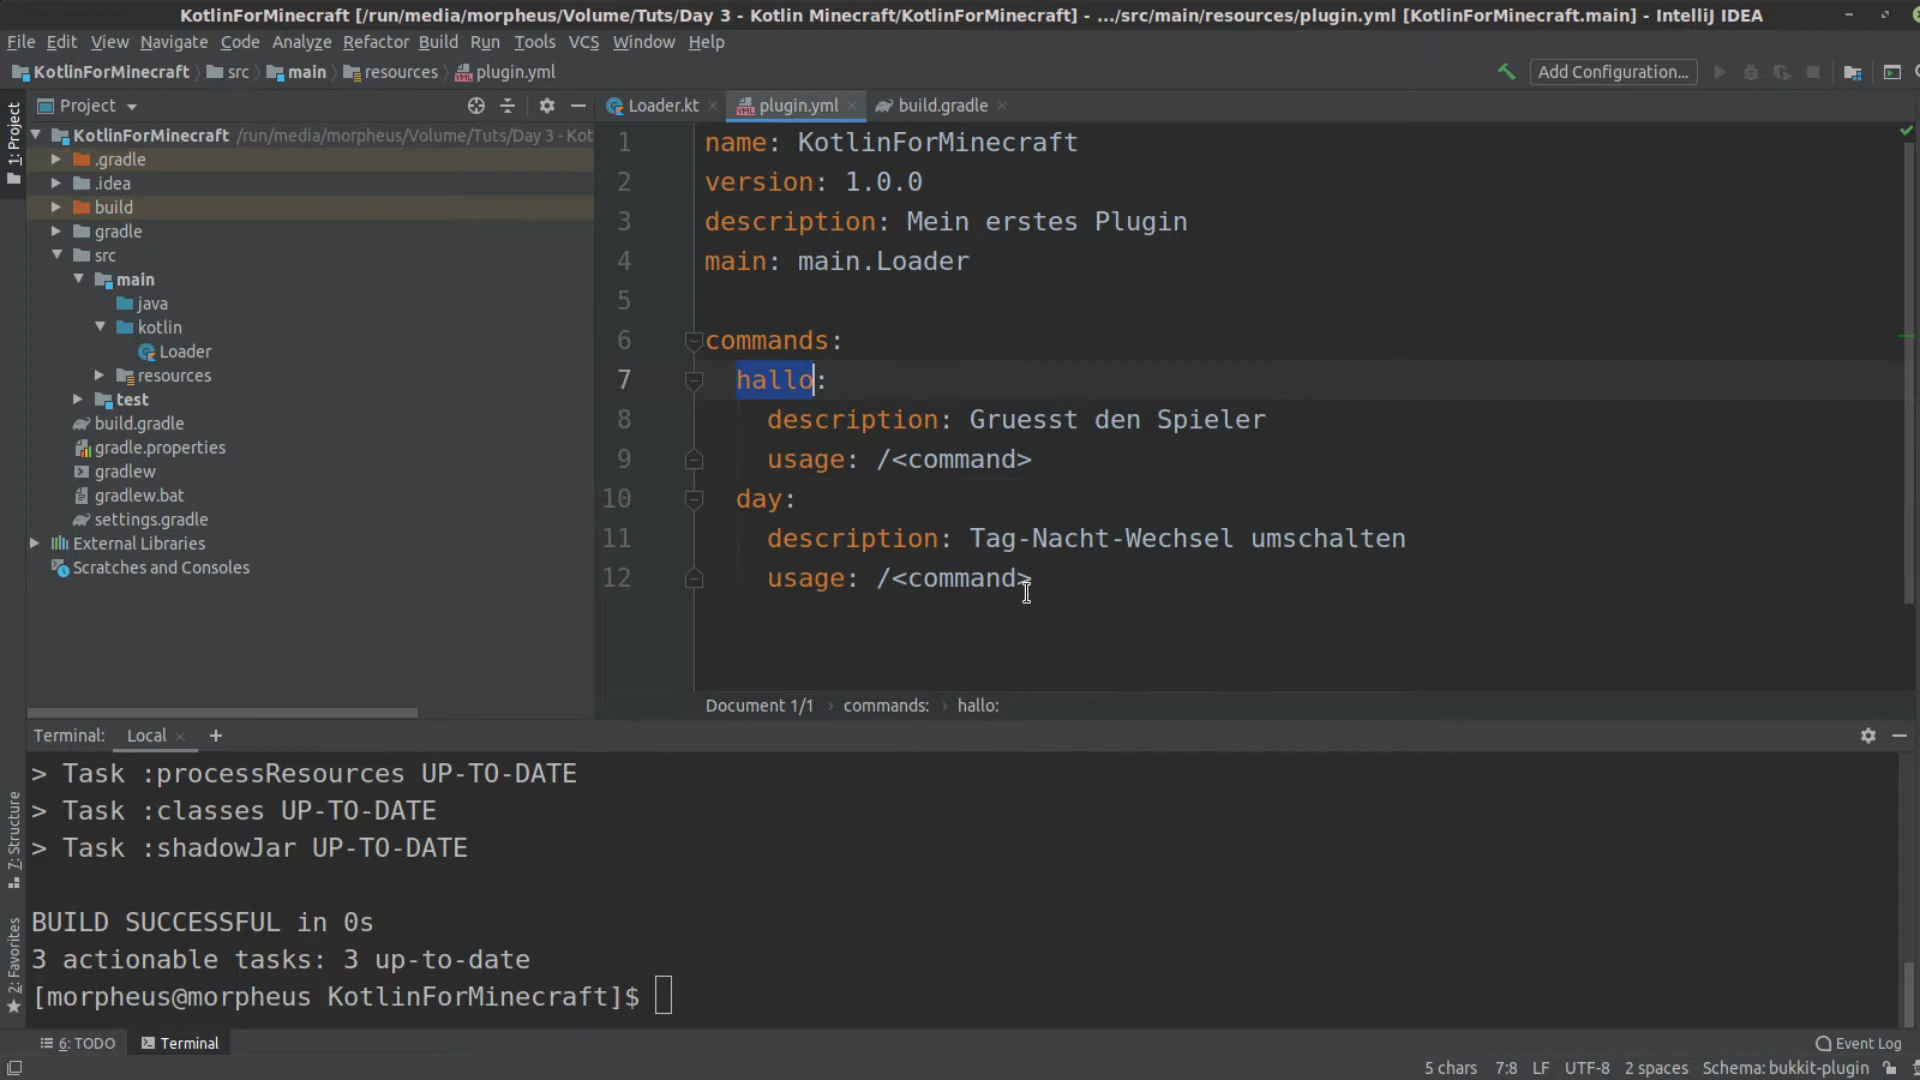 KotlinForMinecraft [/run/media/morpheus/Volume/Tuts/Day 3 - Kotlin Minecraft/KotlinForMinecraft] - .../src/main/resources/plugin.yml [KotlinForMinecraft.main] - IntelliJ IDEA
File Edit View Navigate Code Analyze Refactor Build Run Tools VCS Window Help
KotlinForMinecraft src main resources plugin.yml Add Configuration...
1: Project
Project
Loader.kt plugin.yml build.gradle
KotlinForMinecraft /run/media/morpheus/Volume/Tuts/Day 3 - Kot
.gradle
.idea
build
gradle
src
main
java
kotlin
Loader
resources
test
build.gradle
gradle.properties
gradlew
gradlew.bat
settings.gradle
External Libraries
Scratches and Consoles
1 name: KotlinForMinecraft
2 version: 1.0.0
3 description: Mein erstes Plugin
4 main: main.Loader
5
6 commands:
7 hallo:
8 description: Gruesst den Spieler
9 usage: /<command>
10 day:
11 description: Tag-Nacht-Wechsel umschalten
12 usage: /<command>
Document 1/1 › commands: › hallo:
Terminal: Local +
> Task :processResources UP-TO-DATE
> Task :classes UP-TO-DATE
> Task :shadowJar UP-TO-DATE
BUILD SUCCESSFUL in 0s
3 actionable tasks: 3 up-to-date
[morpheus@morpheus KotlinForMinecraft]$
7: Structure
2: Favorites
6: TODO Terminal Event Log
5 chars 7:8 LF UTF-8 2 spaces Schema: bukkit-plugin